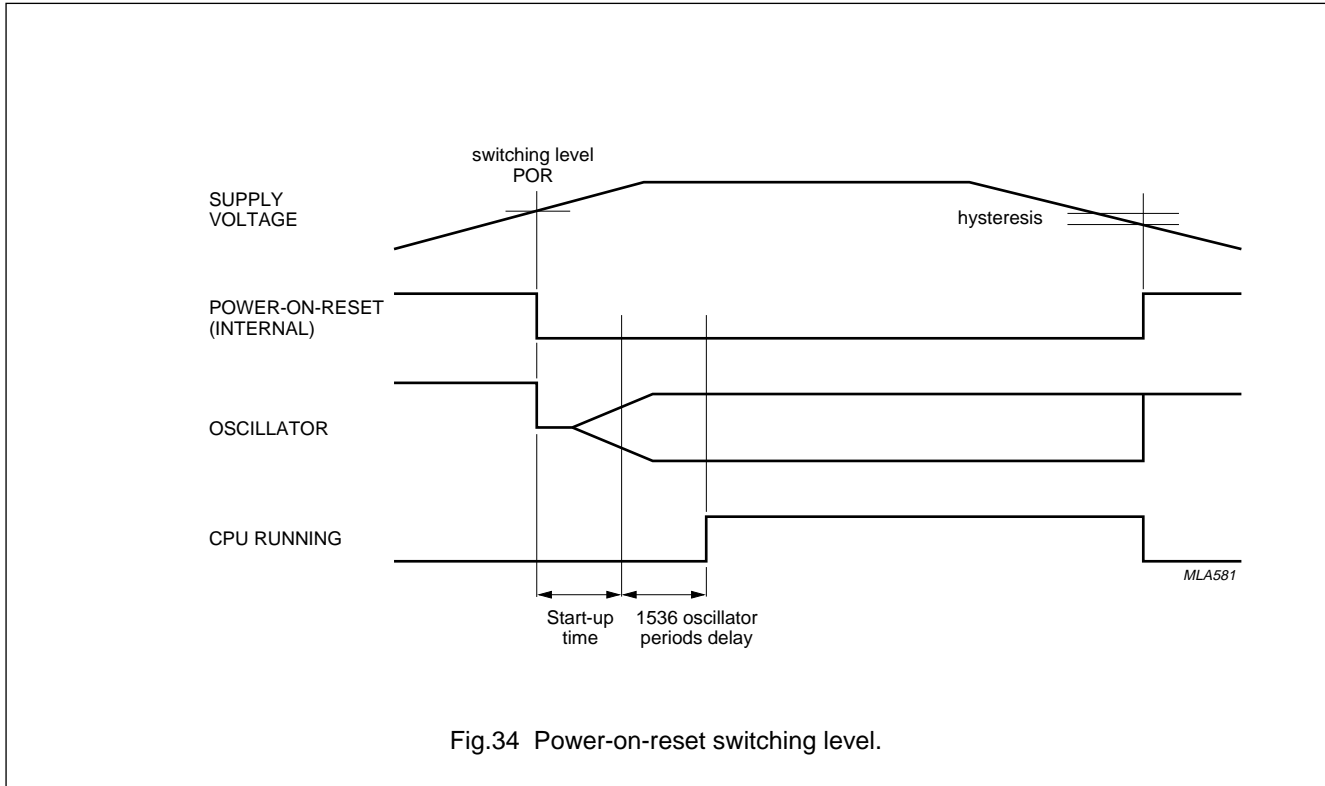 switching level
POR
SUPPLY
VOLTAGE
hysteresis
POWER-ON-RESET
(INTERNAL)
OSCILLATOR
CPU RUNNING
MLA581
Start-up
time
1536 oscillator
periods delay
Fig.34 Power-on-reset switching level.